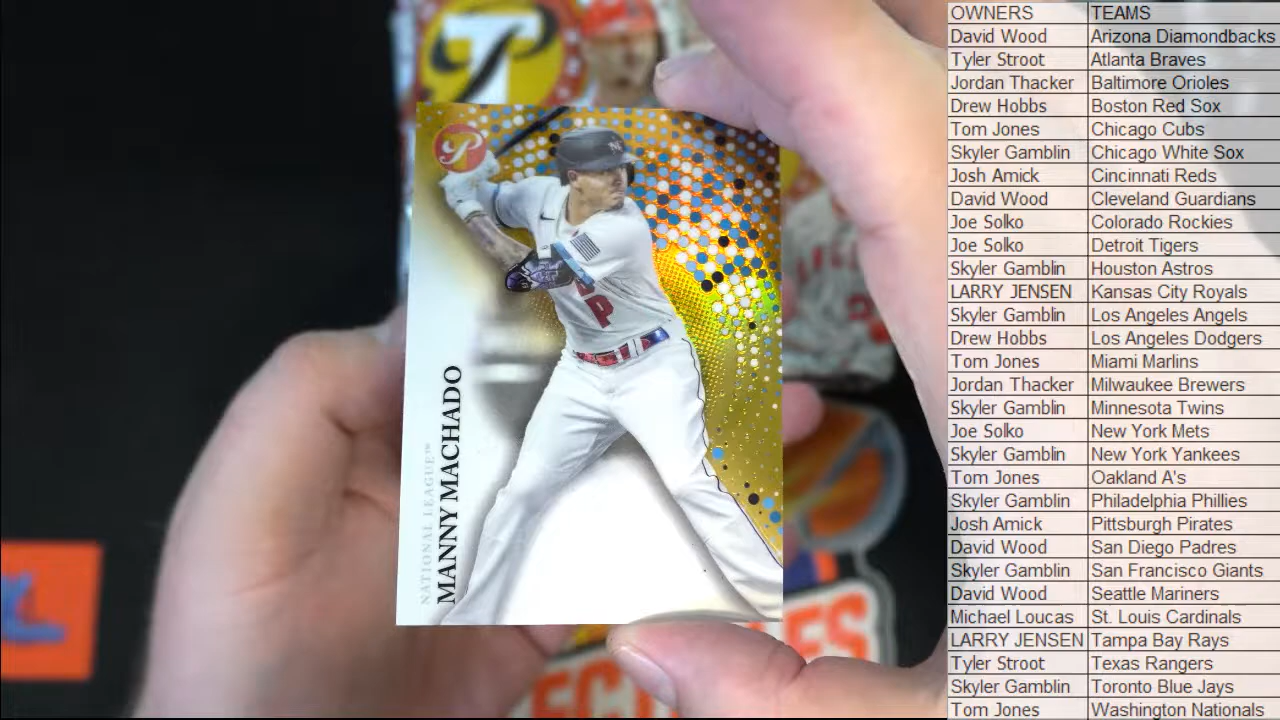 P
NATIONAL LEAGUE™
MANNY MACHADO
OWNERS TEAMS
David Wood Arizona Diamondbacks
Tyler Stroot Atlanta Braves
Jordan Thacker Baltimore Orioles
Drew Hobbs Boston Red Sox
Tom Jones Chicago Cubs
Skyler Gamblin Chicago White Sox
Josh Amick Cincinnati Reds
David Wood Cleveland Guardians
Joe Solko Colorado Rockies
Joe Solko Detroit Tigers
Skyler Gamblin Houston Astros
LARRY JENSEN Kansas City Royals
Skyler Gamblin Los Angeles Angels
Drew Hobbs Los Angeles Dodgers
Tom Jones Miami Marlins
Jordan Thacker Milwaukee Brewers
Skyler Gamblin Minnesota Twins
Joe Solko New York Mets
Skyler Gamblin New York Yankees
Tom Jones Oakland A's
Skyler Gamblin Philadelphia Phillies
Josh Amick Pittsburgh Pirates
David Wood San Diego Padres
Skyler Gamblin San Francisco Giants
David Wood Seattle Mariners
Michael Loucas St. Louis Cardinals
LARRY JENSEN Tampa Bay Rays
Tyler Stroot Texas Rangers
Skyler Gamblin Toronto Blue Jays
Tom Jones Washington Nationals